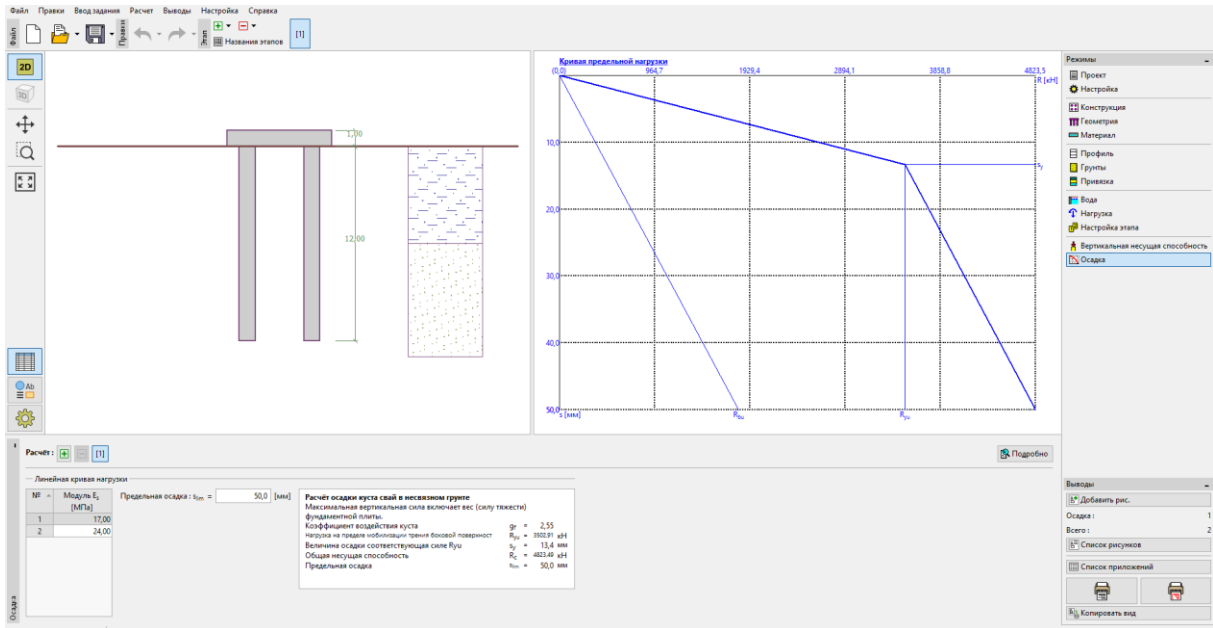 Файл Правки Ввод задания Расчет Выводы Настройка Справка
Файл
Правки
Этап
Названия этапов
[1]
2D
3D
1,00
12,00
Кривая предельной нагрузки
(0,0) 964,7 1929,4 2894,1 3858,8 4823,5
R [кН]
10,0
sy
20,0
30,0
40,0
50,0
s [мм]
Rbu
Ryu
Режимы
Проект
Настройка
Конструкция
Геометрия
Материал
Профиль
Грунты
Привязка
Вода
Нагрузка
Настройка этапа
Вертикальная несущая способность
Осадка
Ab
Расчёт : [1]
Подробно
Линейная кривая нагрузки
№ Модуль Es
[МПа]
1 17,00
2 24,00
Предельная осадка : slim = 50,0 [мм]
Расчёт осадки куста свай в несвязном грунте
Максимальная вертикальная сила включает вес (силу тяжести)
фундаментной плиты.
Коэффициент воздействия куста gf = 2,55
Нагрузка на пределе мобилизации трения боковой поверхност Ryu = 3502,91 кН
Величина осадки соответствующая силе Ryu sy = 13,4 мм
Общая несущая способность Rc = 4823,49 кН
Предельная осадка slim = 50,0 мм
Осадка
Выводы
Добавить рис.
Осадка : 1
Всего : 2
Список рисунков
Список приложений
Копировать вид